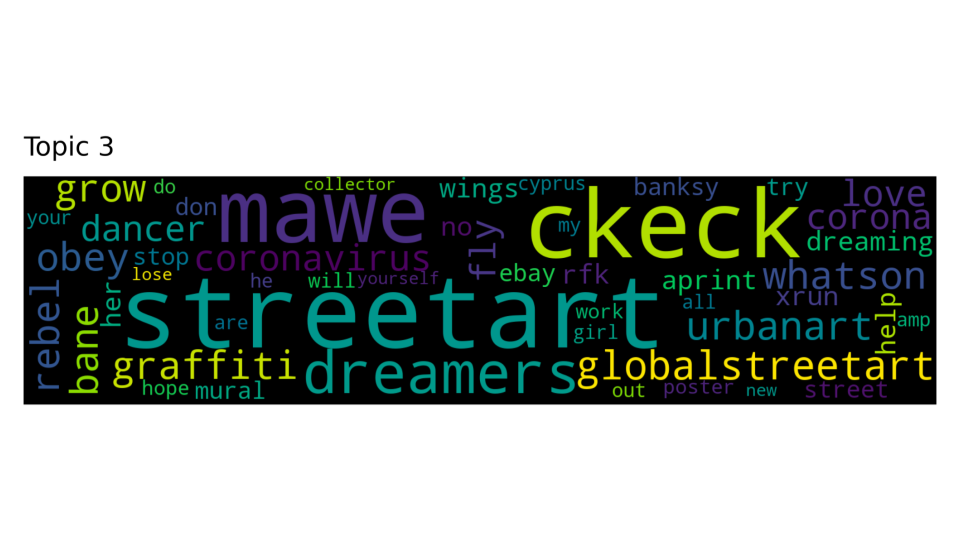 Topic 3
grow do collector wings cyprus banksy try love
your don mawe no my ckeck corona
dancer fly dreaming
obey stop coronavirus ebay rfk aprint whatson
lose he will yourself
rebel her streetart all xrun help
bane are work girl urbanart amp
graffiti dreamers globalstreetart
hope mural out poster new street